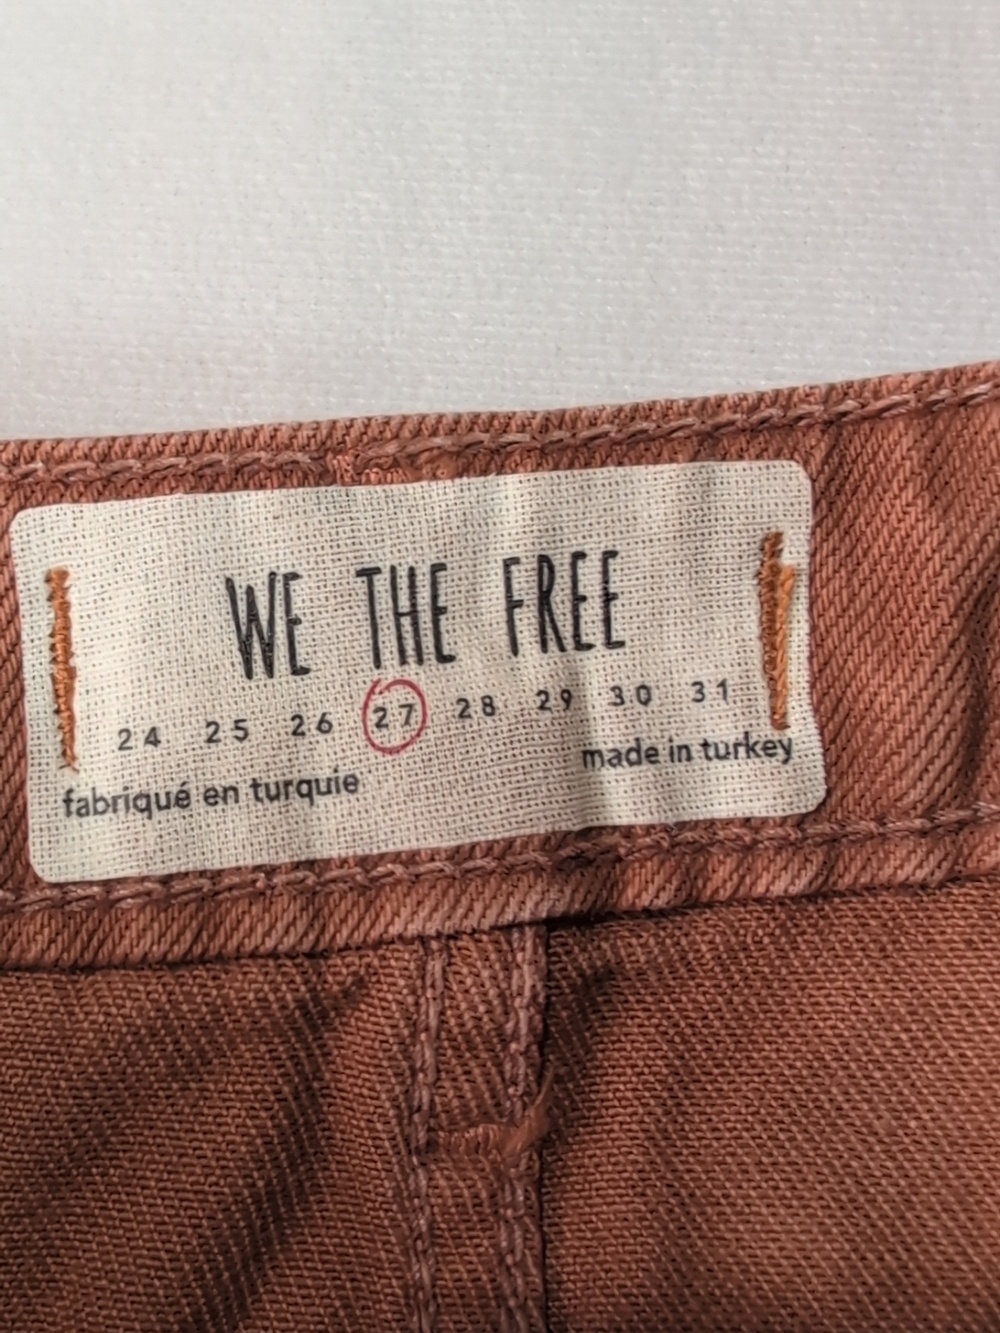 WE THE FREE
24 25 26 27 28 29 30 31
fabriqué en turquie made in turkey